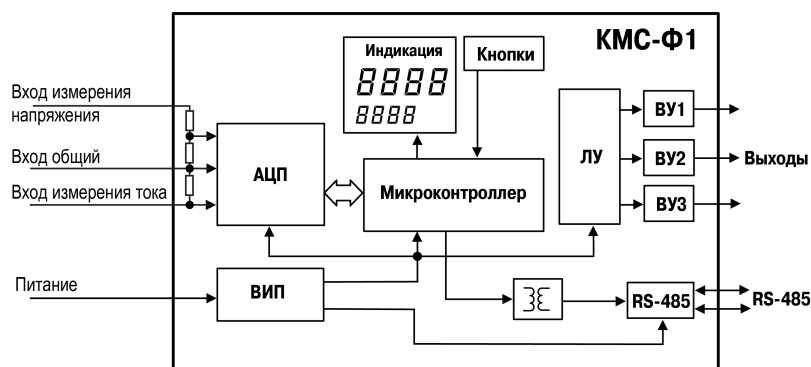 КМС-Ф1
Индикация
8888
8888
Кнопки
Вход измерения
напряжения
Вход общий
Вход измерения тока
АЦП
Микроконтроллер
ЛУ
ВУ1
ВУ2
ВУ3
Выходы
Питание
ВИП
RS-485
RS-485